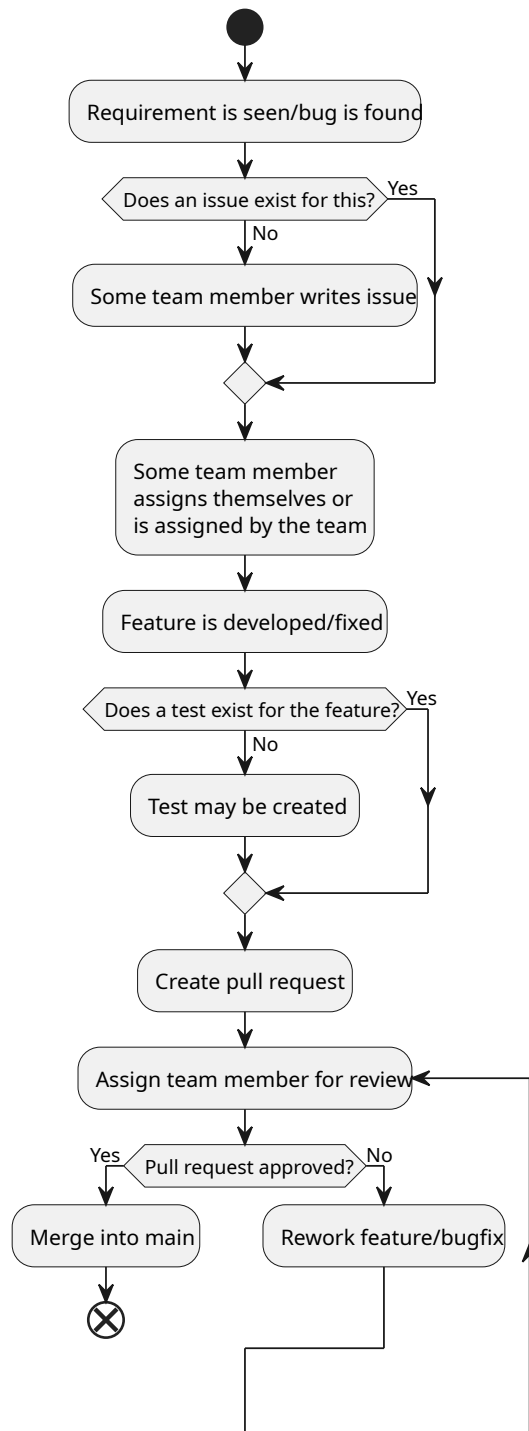 Requirement is seen/bug is found
Does an issue exist for this?
Yes
No
Some team member writes issue
Some team member
assigns themselves or
is assigned by the team
Feature is developed/fixed
Does a test exist for the feature?
Yes
No
Test may be created
Create pull request
Assign team member for review
Yes
Pull request approved?
No
Merge into main
Rework feature/bugfix